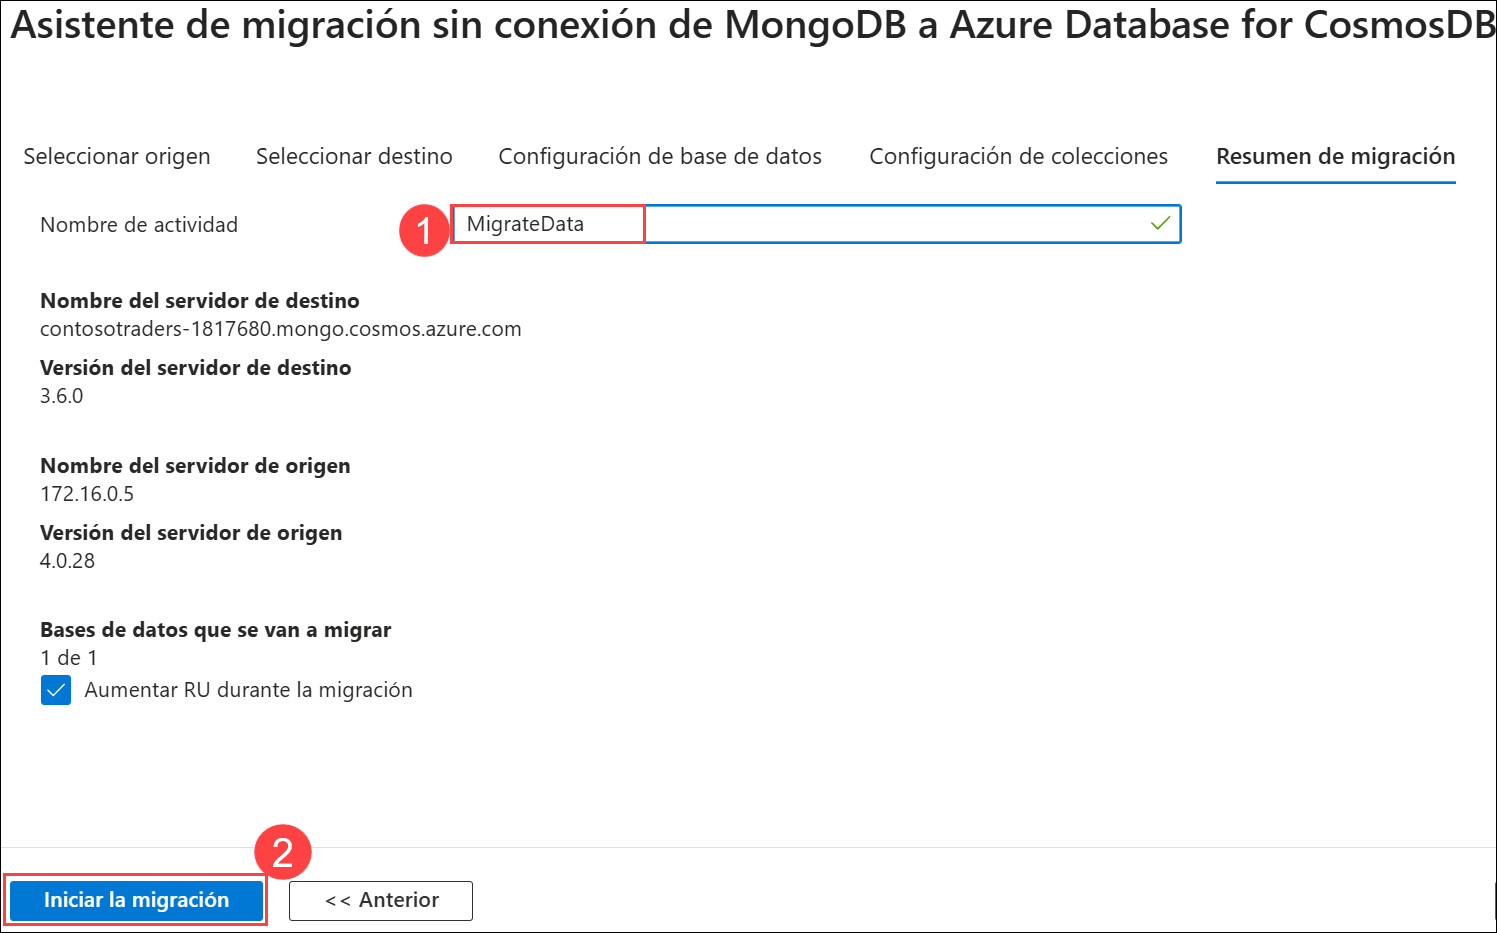 Asistente de migración sin conexión de MongoDB a Azure Database for CosmosDB
Seleccionar origen
Seleccionar destino
Configuración de base de datos
Configuración de colecciones
Resumen de migración
Nombre de actividad
1
MigrateData
Nombre del servidor de destino
contosotraders-1817680.mongo.cosmos.azure.com
Versión del servidor de destino
3.6.0
Nombre del servidor de origen
172.16.0.5
Versión del servidor de origen
4.0.28
Bases de datos que se van a migrar
1 de 1
Aumentar RU durante la migración
2
Iniciar la migración
<< Anterior